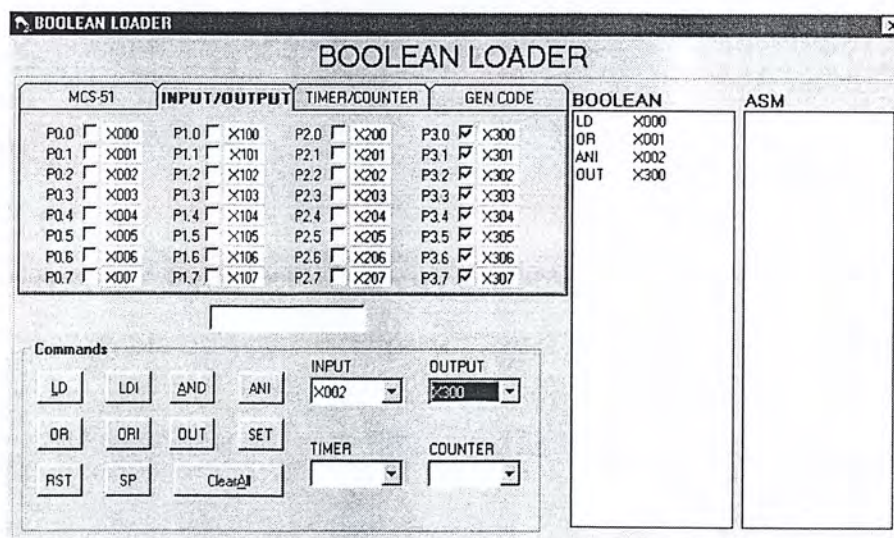 BOOLEAN LOADER
BOOLEAN LOADER
MCS-51 INPUT/OUTPUT TIMER/COUNTER GEN CODE
P0.0 X000 P1.0 X100 P2.0 X200 P3.0 X300
P0.1 X001 P1.1 X101 P2.1 X201 P3.1 X301
P0.2 X002 P1.2 X102 P2.2 X202 P3.2 X302
P0.3 X003 P1.3 X103 P2.3 X203 P3.3 X303
P0.4 X004 P1.4 X104 P2.4 X204 P3.4 X304
P0.5 X005 P1.5 X105 P2.5 X205 P3.5 X305
P0.6 X006 P1.6 X106 P2.6 X206 P3.6 X306
P0.7 X007 P1.7 X107 P2.7 X207 P3.7 X307
BOOLEAN
LD X000
OR X001
ANI X002
OUT X300
ASM
Commands
LD LDI AND ANI
OR ORI OUT SET
RST SP ClearAll
INPUT OUTPUT
X002 X300
TIMER COUNTER